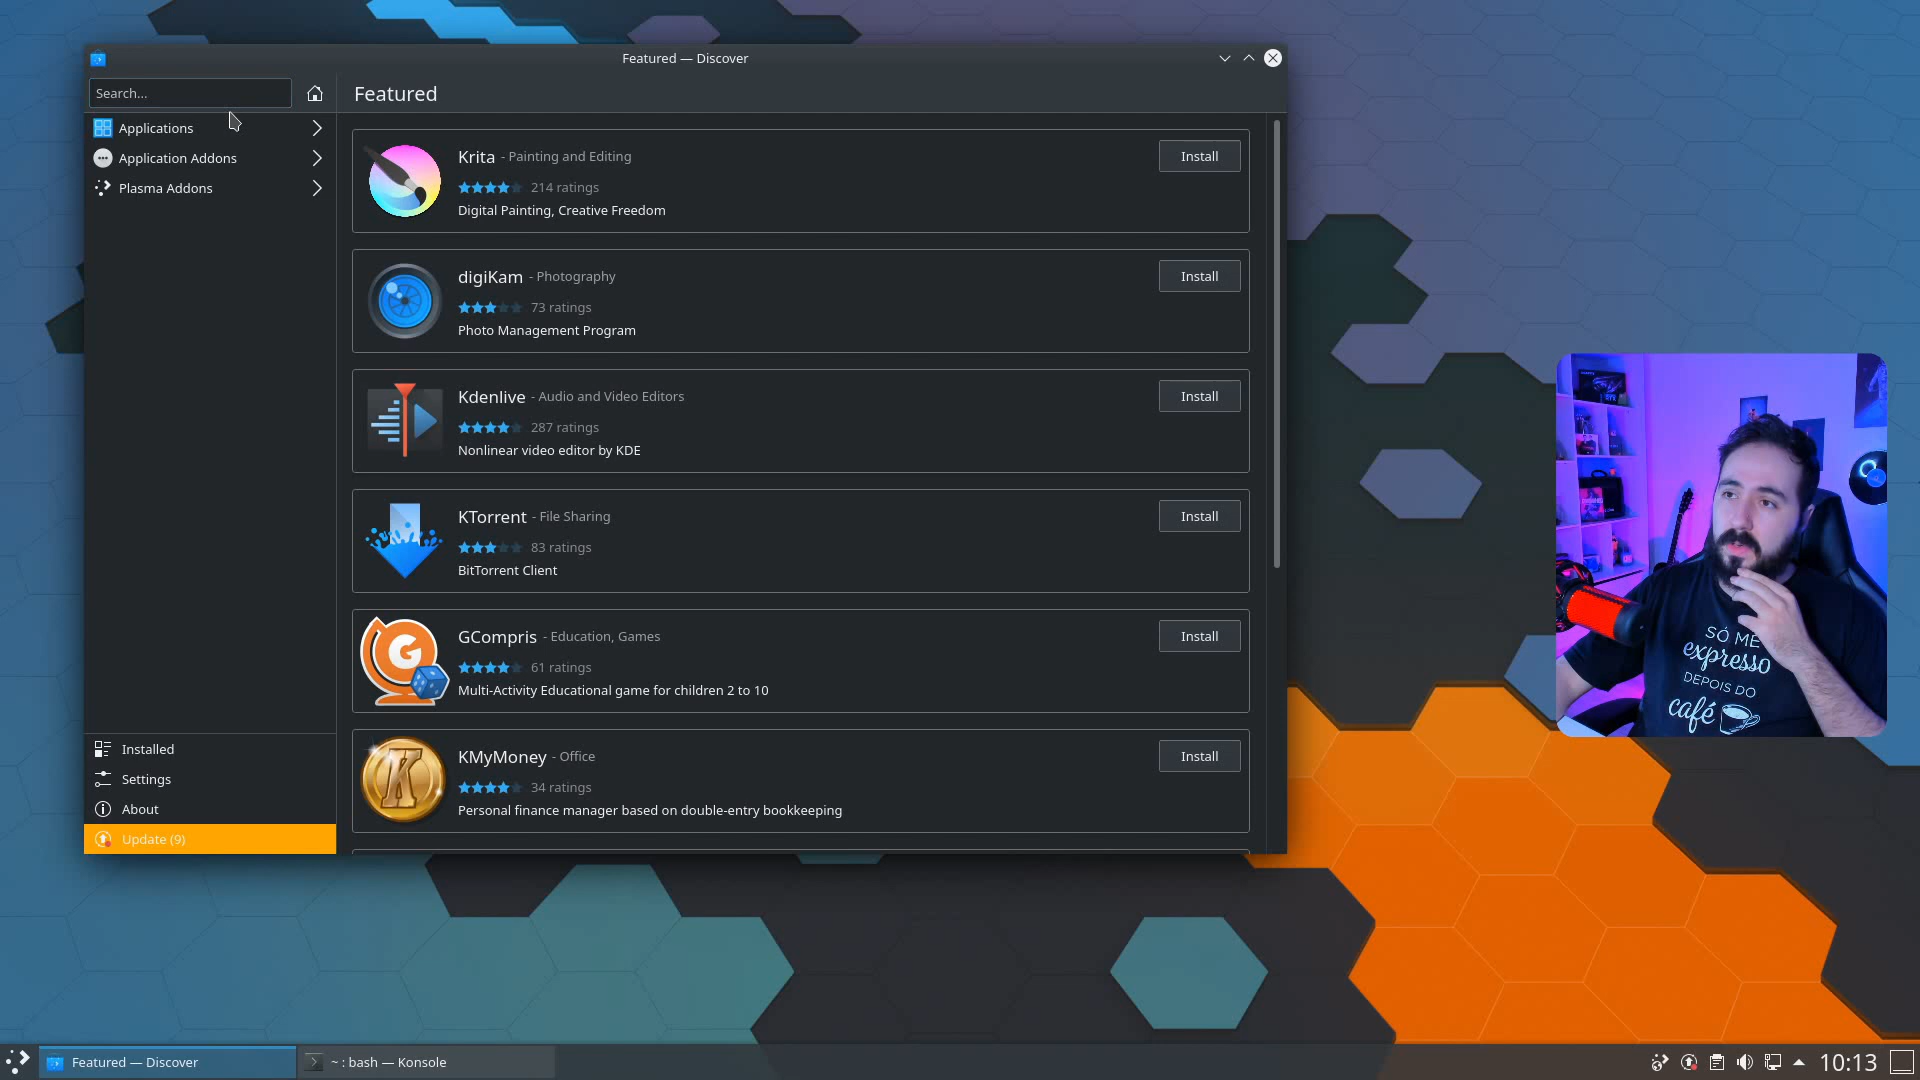 Featured — Discover
Search...
Featured
Applications
Application Addons
Plasma Addons
Krita - Painting and Editing
214 ratings
Digital Painting, Creative Freedom
Install
digiKam - Photography
73 ratings
Photo Management Program
Install
Kdenlive - Audio and Video Editors
287 ratings
Nonlinear video editor by KDE
Install
KTorrent - File Sharing
83 ratings
BitTorrent Client
Install
GCompris - Education, Games
61 ratings
Multi-Activity Educational game for children 2 to 10
Install
KMyMoney - Office
34 ratings
Personal finance manager based on double-entry bookkeeping
Install
Installed
Settings
About
Update (9)
SÓ ME
expresso
DEPOIS DO
café
Featured — Discover
~ : bash — Konsole
10:13